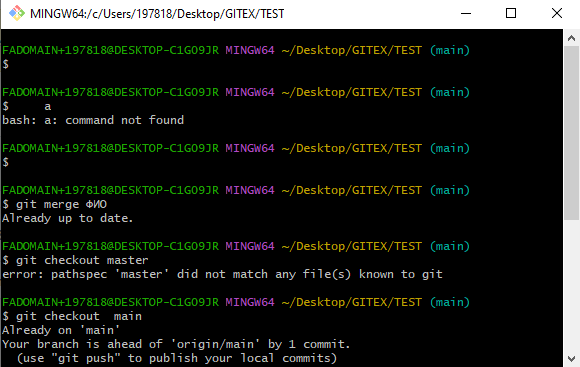 MINGW64:/c/Users/197818/Desktop/GITEX/TEST
FADOMAIN+197818@DESKTOP-C1GO9JR MINGW64 ~/Desktop/GITEX/TEST (main)
$
FADOMAIN+197818@DESKTOP-C1GO9JR MINGW64 ~/Desktop/GITEX/TEST (main)
$     a
bash: a: command not found
FADOMAIN+197818@DESKTOP-C1GO9JR MINGW64 ~/Desktop/GITEX/TEST (main)
$
FADOMAIN+197818@DESKTOP-C1GO9JR MINGW64 ~/Desktop/GITEX/TEST (main)
$ git merge ФИО
Already up to date.
FADOMAIN+197818@DESKTOP-C1GO9JR MINGW64 ~/Desktop/GITEX/TEST (main)
$ git checkout master
error: pathspec 'master' did not match any file(s) known to git
FADOMAIN+197818@DESKTOP-C1GO9JR MINGW64 ~/Desktop/GITEX/TEST (main)
$ git checkout  main
Already on 'main'
Your branch is ahead of 'origin/main' by 1 commit.
  (use "git push" to publish your local commits)